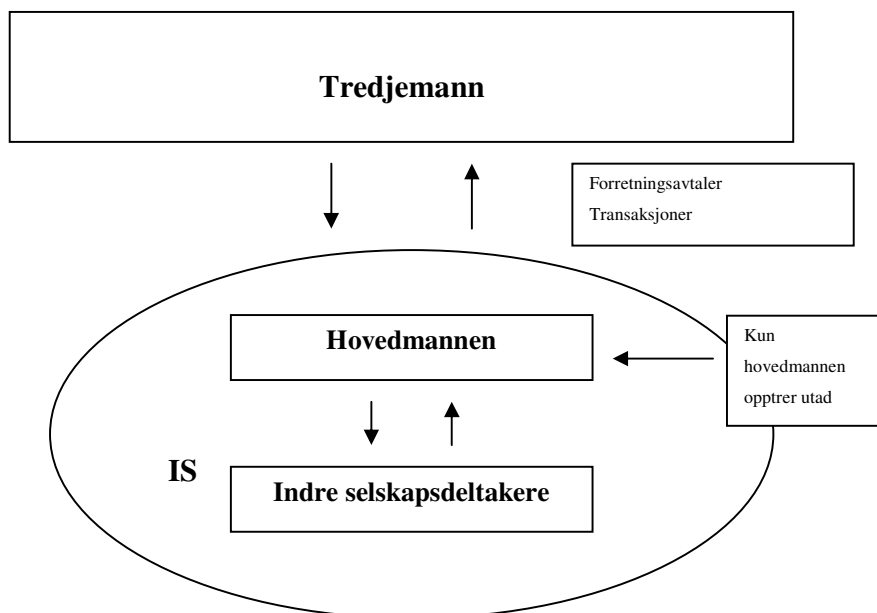 Tredjemann
Forretningsavtaler
Transaksjoner
Hovedmannen
Kun
hovedmannen
opptrer utad
IS
Indre selskapsdeltakere